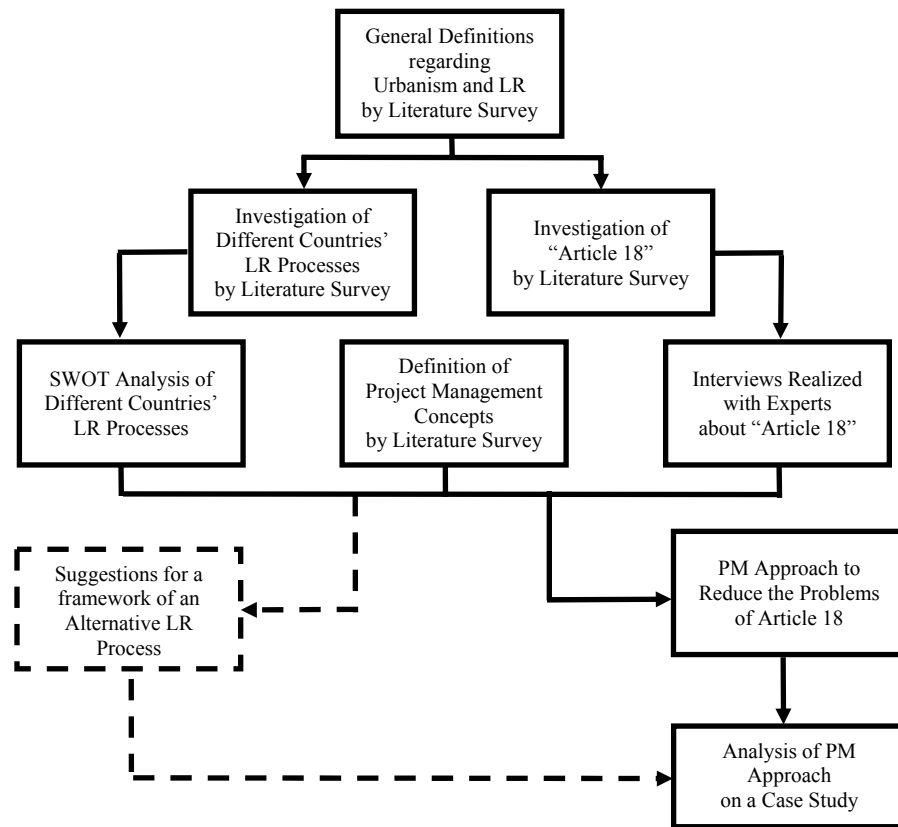 General Definitions
regarding
Urbanism and LR
by Literature Survey
Investigation of
Different Countries’
LR Processes
by Literature Survey
Investigation of
“Article 18”
by Literature Survey
SWOT Analysis of
Different Countries’
LR Processes
Definition of
Project Management
Concepts
by Literature Survey
Interviews Realized
with Experts
about “Article 18”
Suggestions for a
framework of an
Alternative LR
Process
PM Approach to
Reduce the Problems
of Article 18
Analysis of PM
Approach
on a Case Study